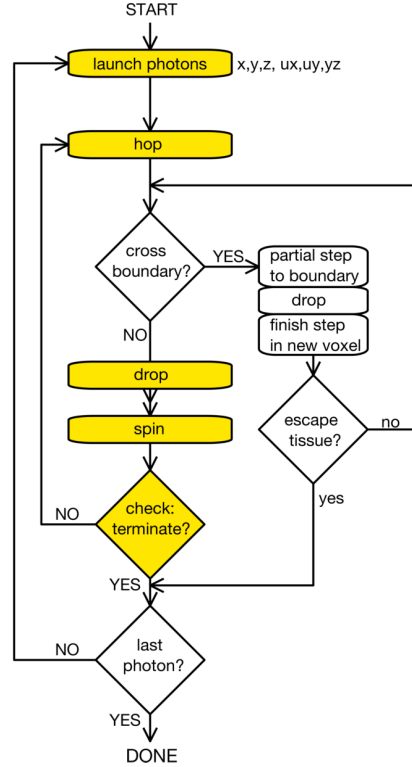 START
launch photons x,y,z, ux,uy,yz
hop
cross
boundary?
YES
partial step
to boundary
drop
finish step
in new voxel
NO
drop
spin
escape
tissue?
no
yes
check:
terminate?
NO
YES
last
photon?
NO
YES
DONE